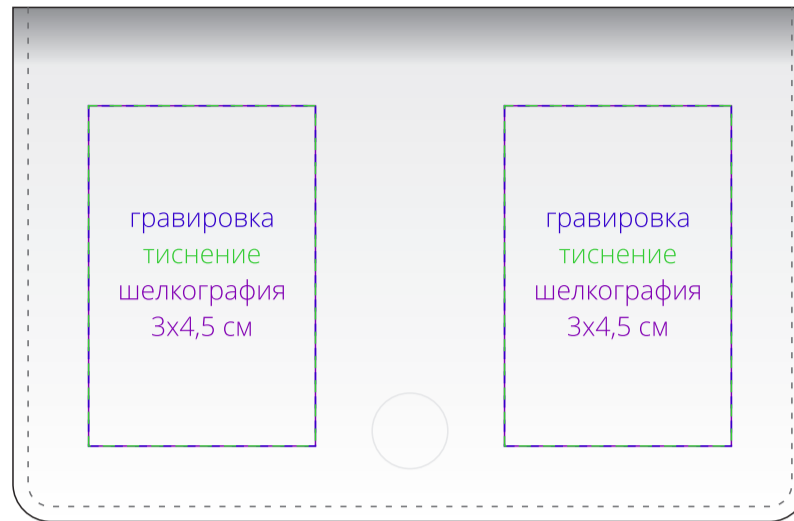 гравировка
тиснение
шелкография
3х4,5 см
гравировка
тиснение
шелкография
3х4,5 см